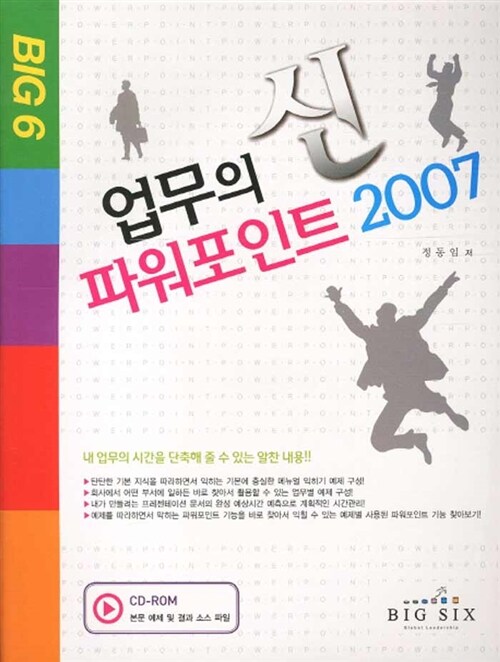 BIG 6
업무의 신
파워포인트 2007
정동임 저
내 업무의 시간을 단축해 줄 수 있는 알찬 내용!!
▶탄탄한 기본 지식을 따라하면서 익히는 기본에 충실한 메뉴얼 익히기 예제 구성!
▶회사에서 어떤 부서에 일하든 바로 찾아서 활용할 수 있는 업무별 예제 구성!
▶내가 만들려는 프레젠테이션 문서의 완성 예상시간 예측으로 계획적인 시간관리!
▶예제를 따라하면서 막히는 파워포인트 기능을 바로 찾아서 익힐 수 있는 예제별 사용된 파워포인트 기능 찾아보기!
CD-ROM
본문 예제 및 결과 소스 파일
BIG SIX
Global Leadership